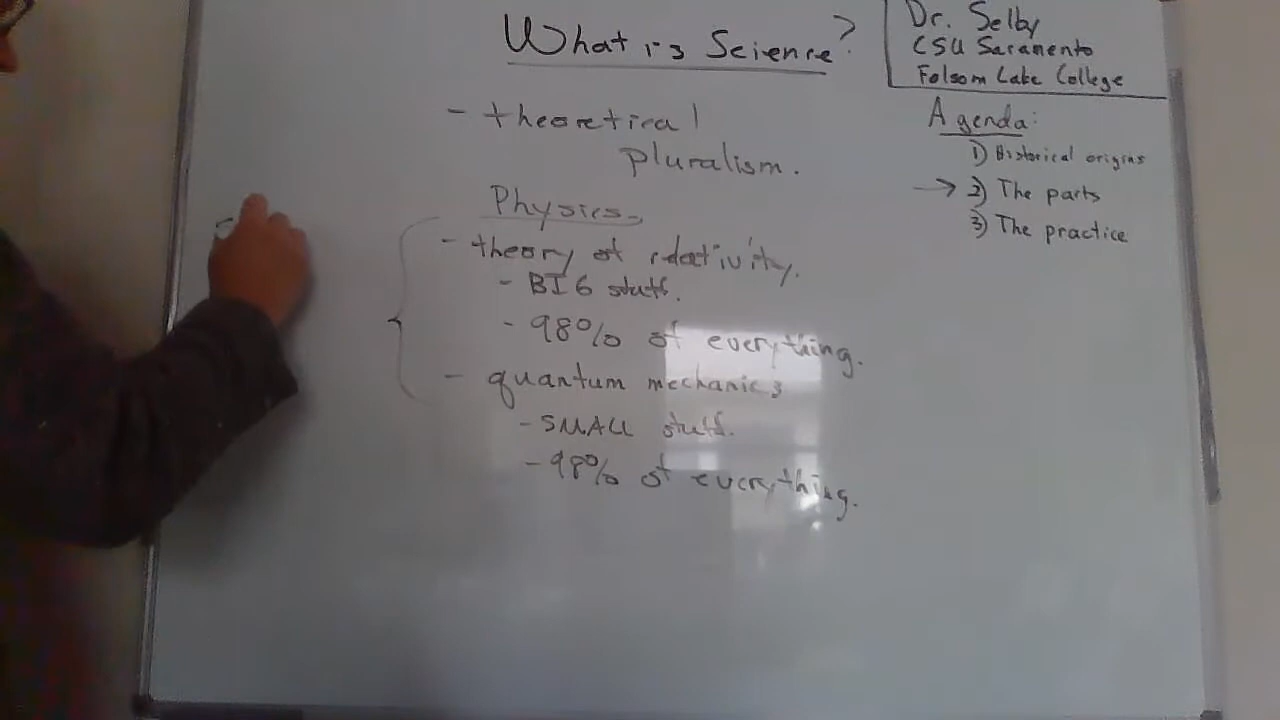 What is Science?
Dr. Selby
CSU Saramento
Folsom Lake College
Agenda:
1) Historical origins
→ 2) The parts
3) The practice
- theoretical
pluralism.
Physics
- theory of relativity.
- BIG stuff.
- 98% of everything.
- quantum mechanics
- SMALL stuff.
- 98% of everything.